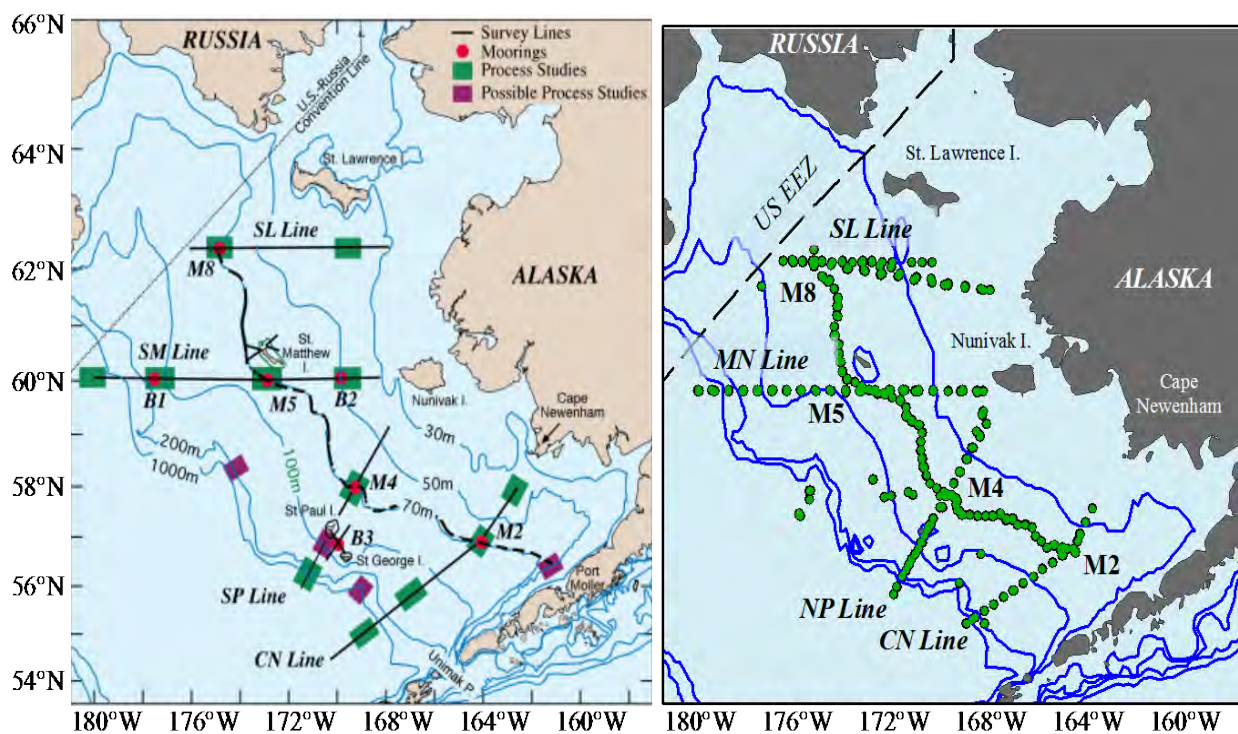 66°N
64°N
62°N
60°N
58°N
56°N
54°N
RUSSIA
U.S.-Russia
Convention Line
Survey Lines
Moorings
Process Studies
Possible Process Studies
St. Lawrence I.
SL Line
M8
ALASKA
SM Line
St.
Matthew
I.
B1
M5
B2
Nunivak I.
Cape
Newenham
200m
1000m
100m
30m
50m
70m
M4
St Paul I.
B3
St George I.
M2
Port
Moller
SP Line
CN Line
Unimak P.
180°W
176°W
172°W
168°W
164°W
160°W
RUSSIA
US EEZ
St. Lawrence I.
SL Line
M8
ALASKA
Nunivak I.
MN Line
M5
Cape
Newenham
M4
M2
NP Line
CN Line
180°W
176°W
172°W
168°W
164°W
160°W